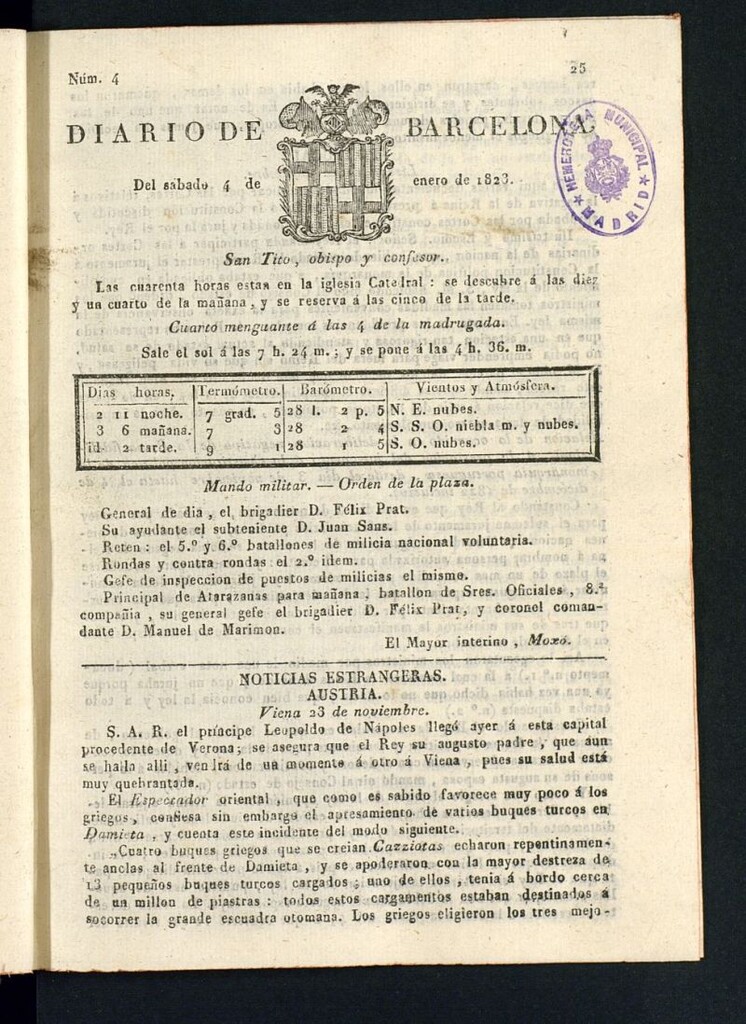 Núm. 4
25
DIARIO DE BARCELONA,
Del sábado 4 de enero de 1823.
HEMEROTECA MUNICIPAL
★ MADRID ★
San Tito, obispo y confesor.
Las cuarenta horas estan en la iglesia Catedral : se descubre á las diez
y un cuarto de la mañana, y se reserva á las cinco de la tarde.
Cuarto menguante á las 4 de la madrugada.
Sale el sol á las 7 h. 24 m.; y se pone á las 4 h. 36. m.
Dias horas. Termómetro. Barómetro. Vientos y Atmósfera.
2 11 noche. 7 grad. 5 28 l. 2 p. 5 N. E. nubes.
3 6 mañana. 7 3 28 2 4 S. S. O. niebla m. y nubes.
id. 2 tarde. 9 1 28 1 5 S. O. nubes.
Mando militar. — Orden de la plaza.
General de dia, el brigadier D. Félix Prat.
Su ayudante el subteniente D. Juan Sans.
Reten : el 5.º y 6.º batallones de milicia nacional voluntaria.
Rondas y contra rondas el 2.º idem.
Gefe de inspeccion de puestos de milicias el mismo.
Principal de Atarazanas para mañana, batallon de Sres. Oficiales, 8.ª
compañia, su general gefe el brigadier D. Félix Prat, y coronel coman-
dante D. Manuel de Marimon.
El Mayor interino, Moxó.
NOTICIAS ESTRANGERAS.
AUSTRIA.
Viena 23 de noviembre.
S. A. R. el príncipe Leopoldo de Nápoles llegó ayer á esta capital
procedente de Verona; se asegura que el Rey su augusto padre, que aun
se halla alli, vendrá de un momento á otro á Viena, pues su salud está
muy quebrantada.
El Espectador oriental, que como es sabido favorece muy poco á los
griegos, confiesa sin embargo el apresamiento de varios buques turcos en
Damieta, y cuenta este incidente del modo siguiente.
„Cuatro buques griegos que se creian Cazziotas echaron repentinamen-
te anclas al frente de Damieta, y se apoderaron con la mayor destreza de
13 pequeños buques turcos cargados; uno de ellos, tenia á bordo cerca
de un millon de piastras : todos estos cargamentos estaban destinados á
socorrer la grande escuadra otomana. Los griegos eligieron los tres mejo-